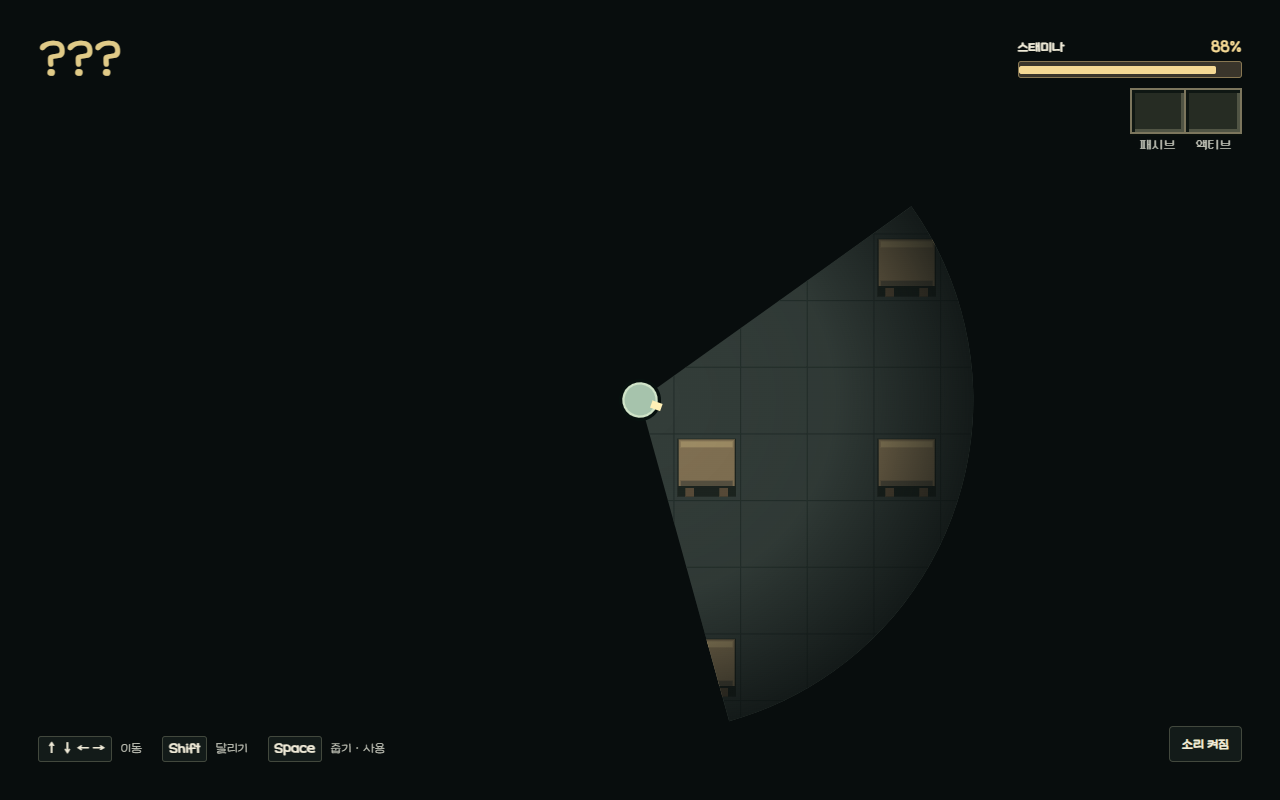 ???
스태미나 88%
패시브 액티브
↑ ↓ ← → 이동 Shift 달리기 Space 줍기 · 사용
소리 켜짐